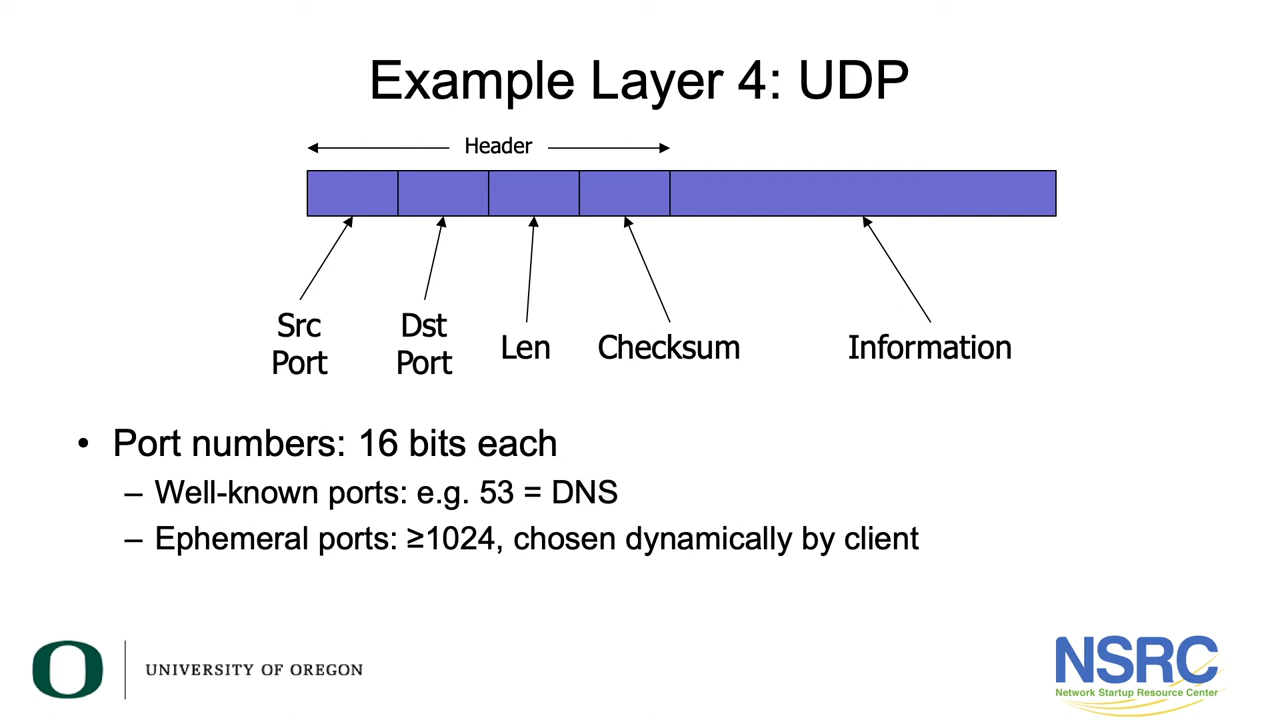 Example Layer 4: UDP
Header
Src
Port
Dst
Port
Len
Checksum
Information
• Port numbers: 16 bits each
– Well-known ports: e.g. 53 = DNS
– Ephemeral ports: ≥1024, chosen dynamically by client
O
UNIVERSITY OF OREGON
NSRC
Network Startup Resource Center